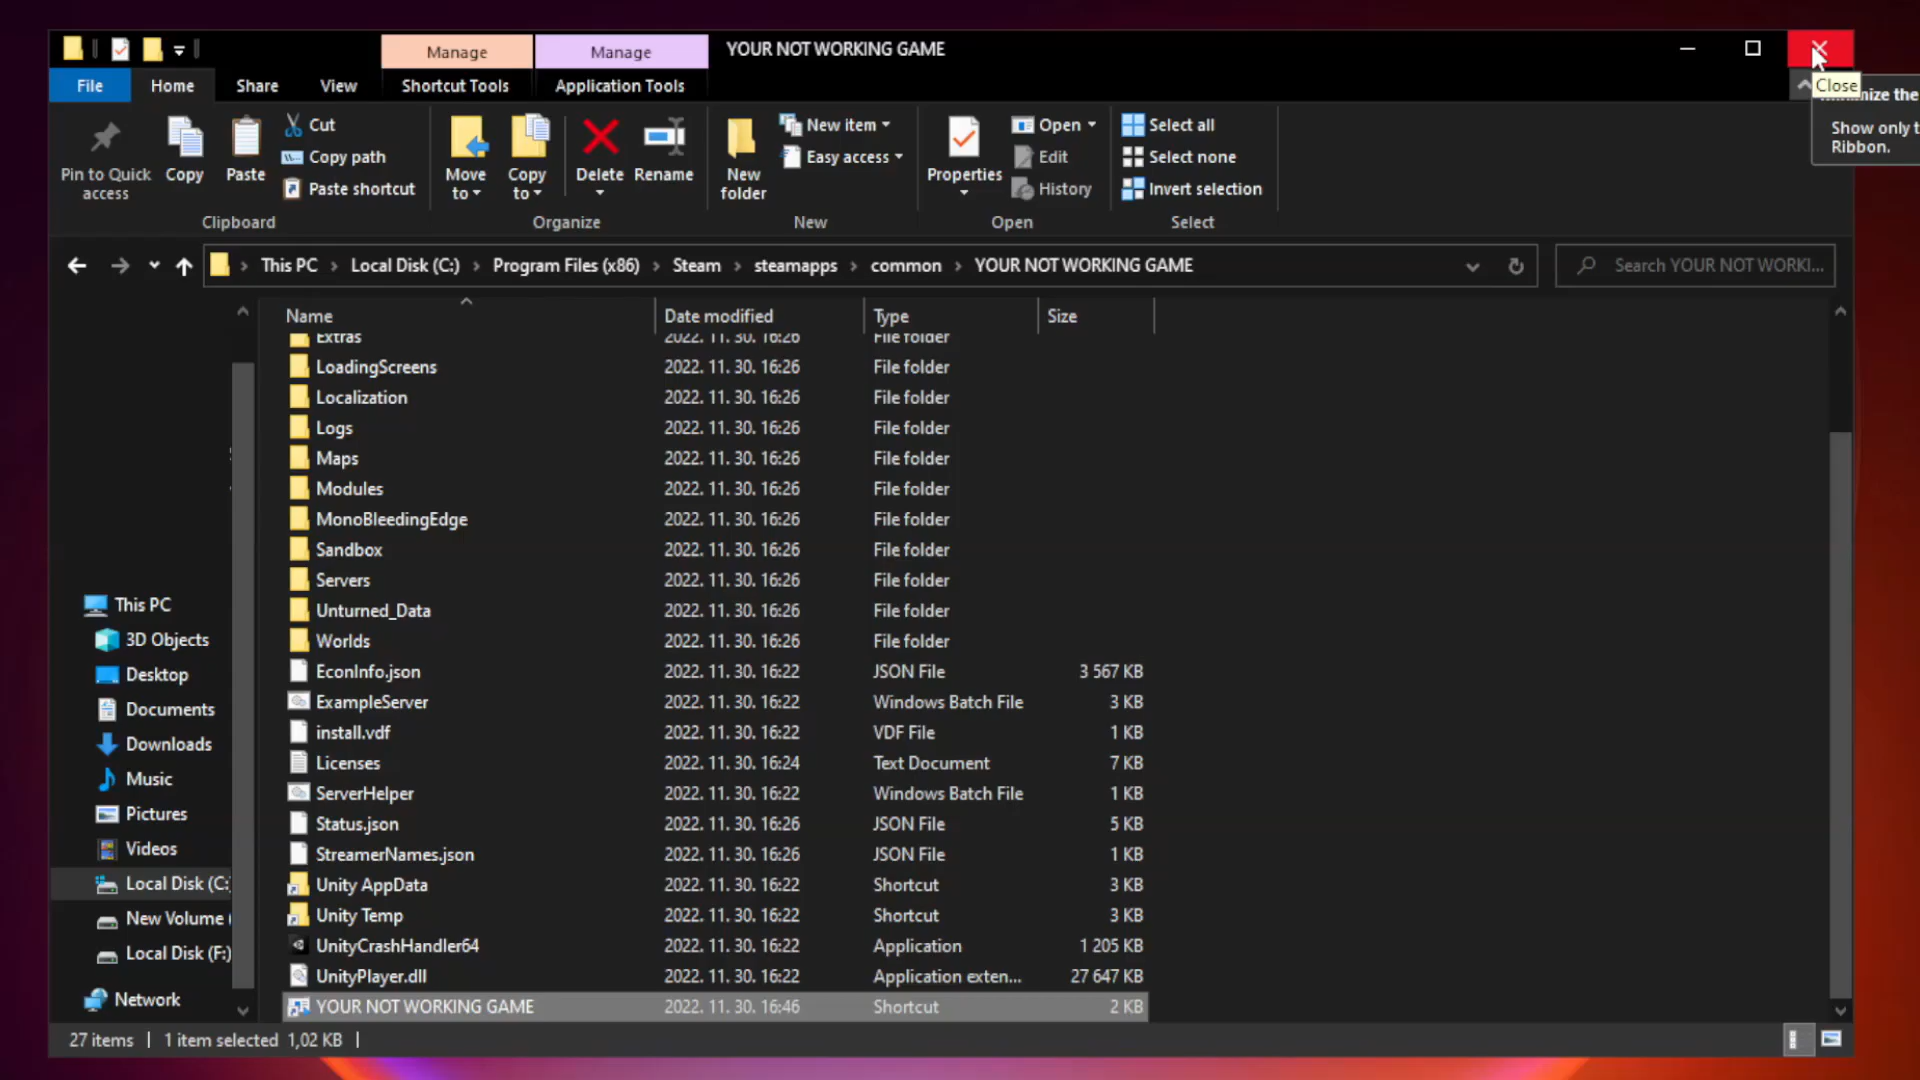 Manage
Manage
YOUR NOT WORKING GAME
File
Home
Share
View
Shortcut Tools
Application Tools
Close
the
Show only
Ribbon.
Pin to Quick access
Copy
Paste
Cut
Copy path
Paste shortcut
Clipboard
Move to
Copy to
Delete
Rename
Organize
New folder
New item
Easy access
New
Properties
Open
Edit
History
Open
Select all
Select none
Invert selection
Select
This PC > Local Disk (C:) > Program Files (x86) > Steam > steamapps > common > YOUR NOT WORKING GAME
Search YOUR NOT WORKI...
Name Date modified Type Size
Extras 2022. 11. 30. 16:26 File folder
LoadingScreens 2022. 11. 30. 16:26 File folder
Localization 2022. 11. 30. 16:26 File folder
Logs 2022. 11. 30. 16:26 File folder
Maps 2022. 11. 30. 16:26 File folder
Modules 2022. 11. 30. 16:26 File folder
MonoBleedingEdge 2022. 11. 30. 16:26 File folder
Sandbox 2022. 11. 30. 16:26 File folder
Servers 2022. 11. 30. 16:26 File folder
Unturned_Data 2022. 11. 30. 16:26 File folder
Worlds 2022. 11. 30. 16:26 File folder
EconInfo.json 2022. 11. 30. 16:22 JSON File 3 567 KB
ExampleServer 2022. 11. 30. 16:22 Windows Batch File 3 KB
install.vdf 2022. 11. 30. 16:22 VDF File 1 KB
Licenses 2022. 11. 30. 16:24 Text Document 7 KB
ServerHelper 2022. 11. 30. 16:22 Windows Batch File 1 KB
Status.json 2022. 11. 30. 16:26 JSON File 5 KB
StreamerNames.json 2022. 11. 30. 16:26 JSON File 1 KB
Unity AppData 2022. 11. 30. 16:22 Shortcut 3 KB
Unity Temp 2022. 11. 30. 16:22 Shortcut 3 KB
UnityCrashHandler64 2022. 11. 30. 16:22 Application 1 205 KB
UnityPlayer.dll 2022. 11. 30. 16:22 Application exten... 27 647 KB
YOUR NOT WORKING GAME 2022. 11. 30. 16:46 Shortcut 2 KB
This PC
3D Objects
Desktop
Documents
Downloads
Music
Pictures
Videos
Local Disk (C:
New Volume (
Local Disk (F:)
Network
27 items 1 item selected 1,02 KB